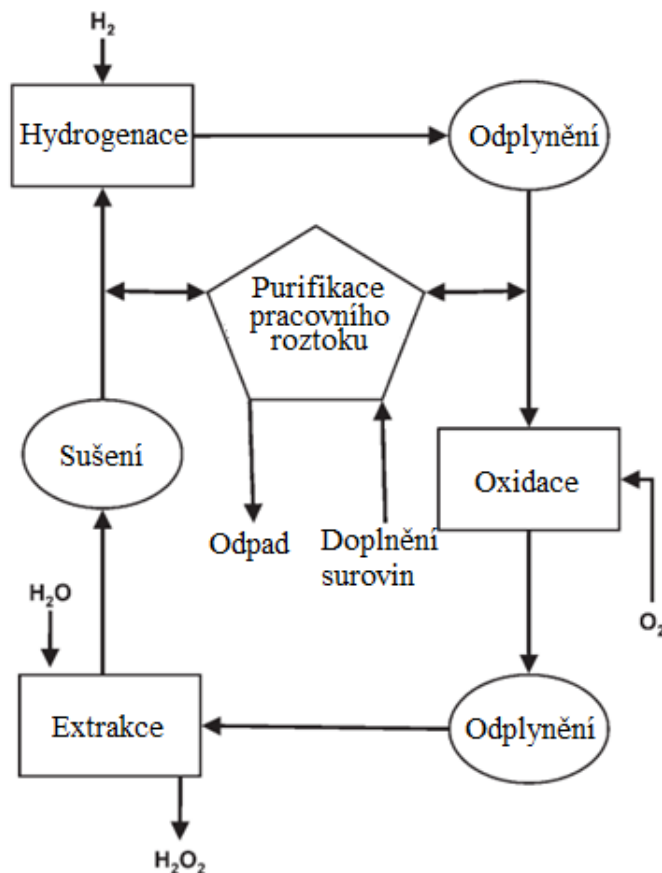 H₂
Hydrogenace
Odplynění
Purifikace
pracovního
roztoku
Sušení
Oxidace
Odpad
Doplnění
surovin
H₂O
O₂
Extrakce
Odplynění
H₂O₂